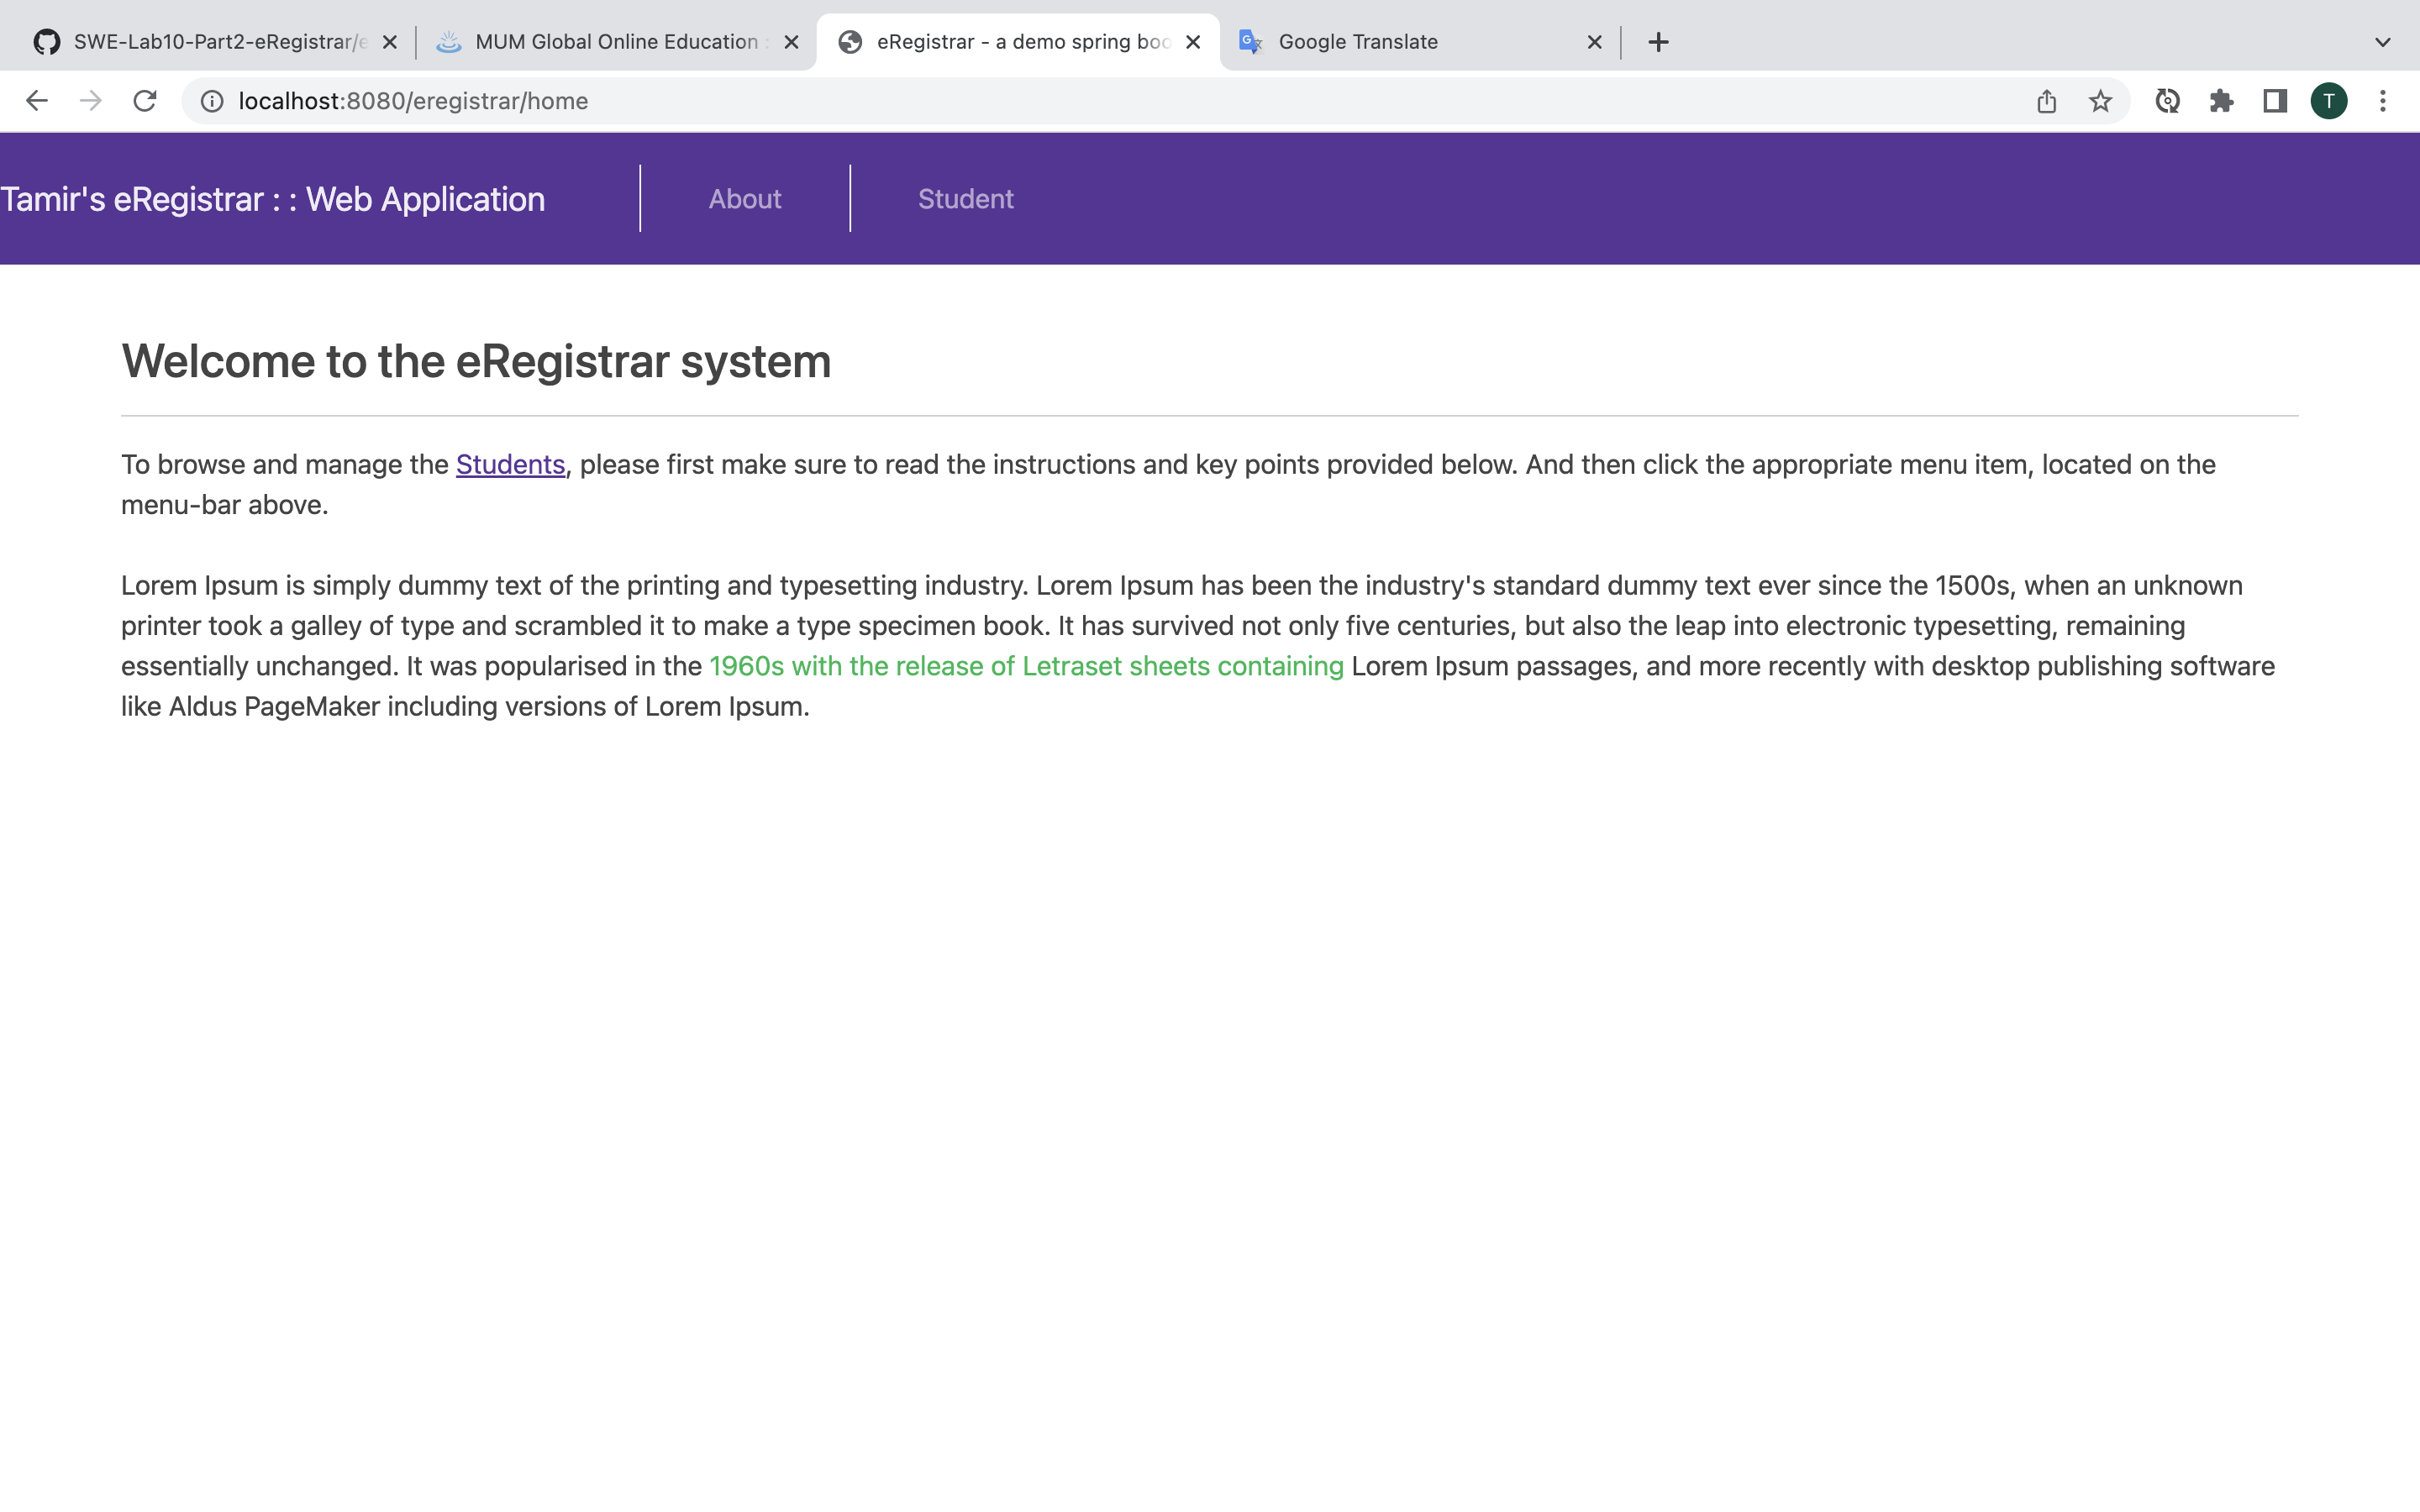 SWE-Lab10-Part2-eRegistrar/e
MUM Global Online Education :
eRegistrar - a demo spring boo
Google Translate
localhost:8080/eregistrar/home
T
Tamir's eRegistrar : : Web Application
About
Student
Welcome to the eRegistrar system
To browse and manage the Students, please first make sure to read the instructions and key points provided below. And then click the appropriate menu item, located on the
menu-bar above.
Lorem Ipsum is simply dummy text of the printing and typesetting industry. Lorem Ipsum has been the industry's standard dummy text ever since the 1500s, when an unknown
printer took a galley of type and scrambled it to make a type specimen book. It has survived not only five centuries, but also the leap into electronic typesetting, remaining
essentially unchanged. It was popularised in the 1960s with the release of Letraset sheets containing Lorem Ipsum passages, and more recently with desktop publishing software
like Aldus PageMaker including versions of Lorem Ipsum.